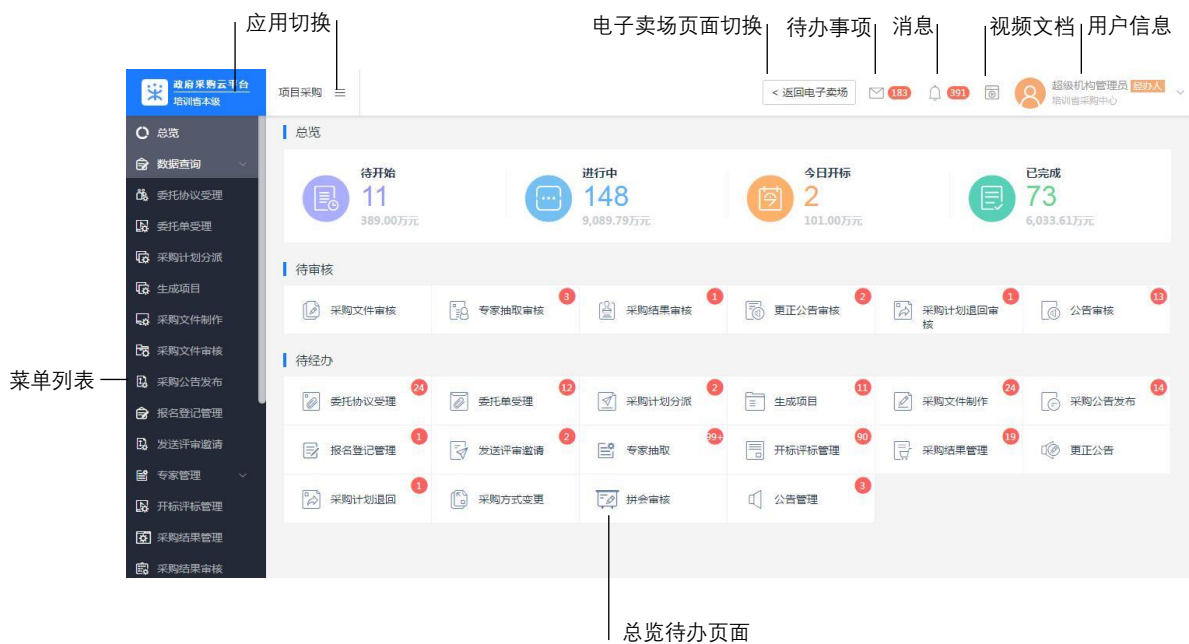 应用切换
电子卖场页面切换
待办事项
消息
视频文档
用户信息
政府采购云平台
培训省本级
项目采购
< 返回电子卖场
183
391
超级机构管理员 经办人
培训省采购中心
总览
数据查询
委托协议受理
委托单受理
采购计划分派
生成项目
采购文件制作
采购文件审核
采购公告发布
报名登记管理
发送评审邀请
专家管理
开标评标管理
采购结果管理
采购结果审核
菜单列表
总览
待开始
11
389.00万元
进行中
148
9,089.79万元
今日开标
2
101.00万元
已完成
73
6,033.61万元
待审核
采购文件审核
专家抽取审核
3
采购结果审核
1
更正公告审核
2
采购计划退回审
核
1
公告审核
13
待经办
委托协议受理
24
委托单受理
12
采购计划分派
2
生成项目
11
采购文件制作
24
采购公告发布
14
报名登记管理
1
发送评审邀请
2
专家抽取
99+
开标评标管理
90
采购结果管理
19
更正公告
采购计划退回
1
采购方式变更
拼会审核
公告管理
3
总览待办页面